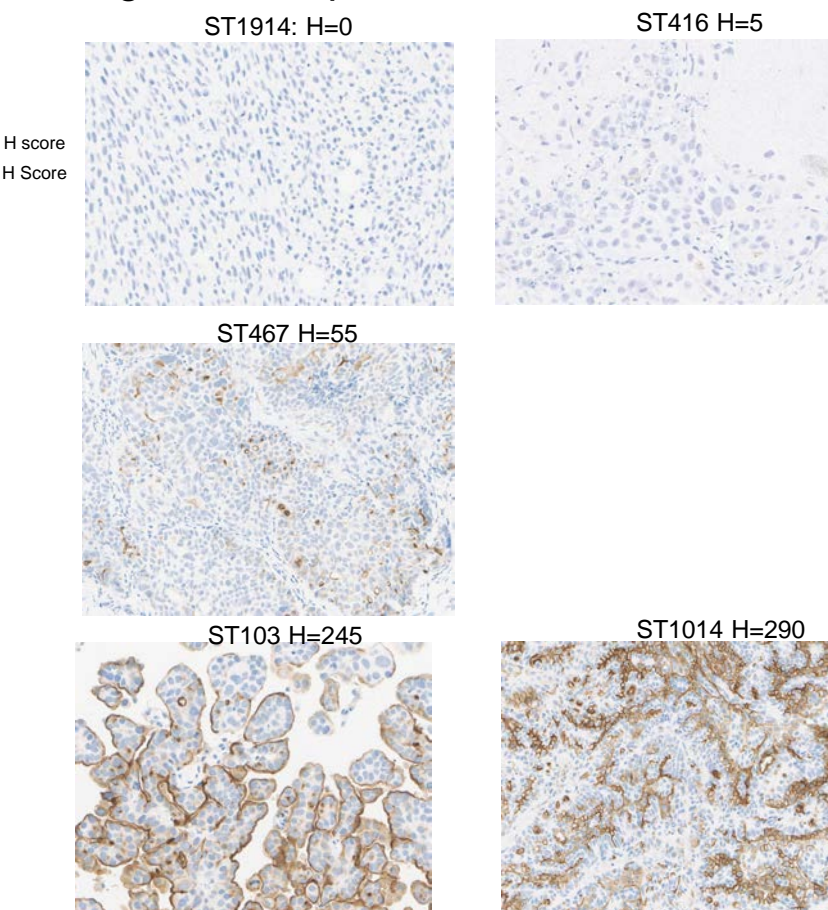 ST1914: H=0
ST416 H=5
H score
H Score
ST467 H=55
ST103 H=245
ST1014 H=290